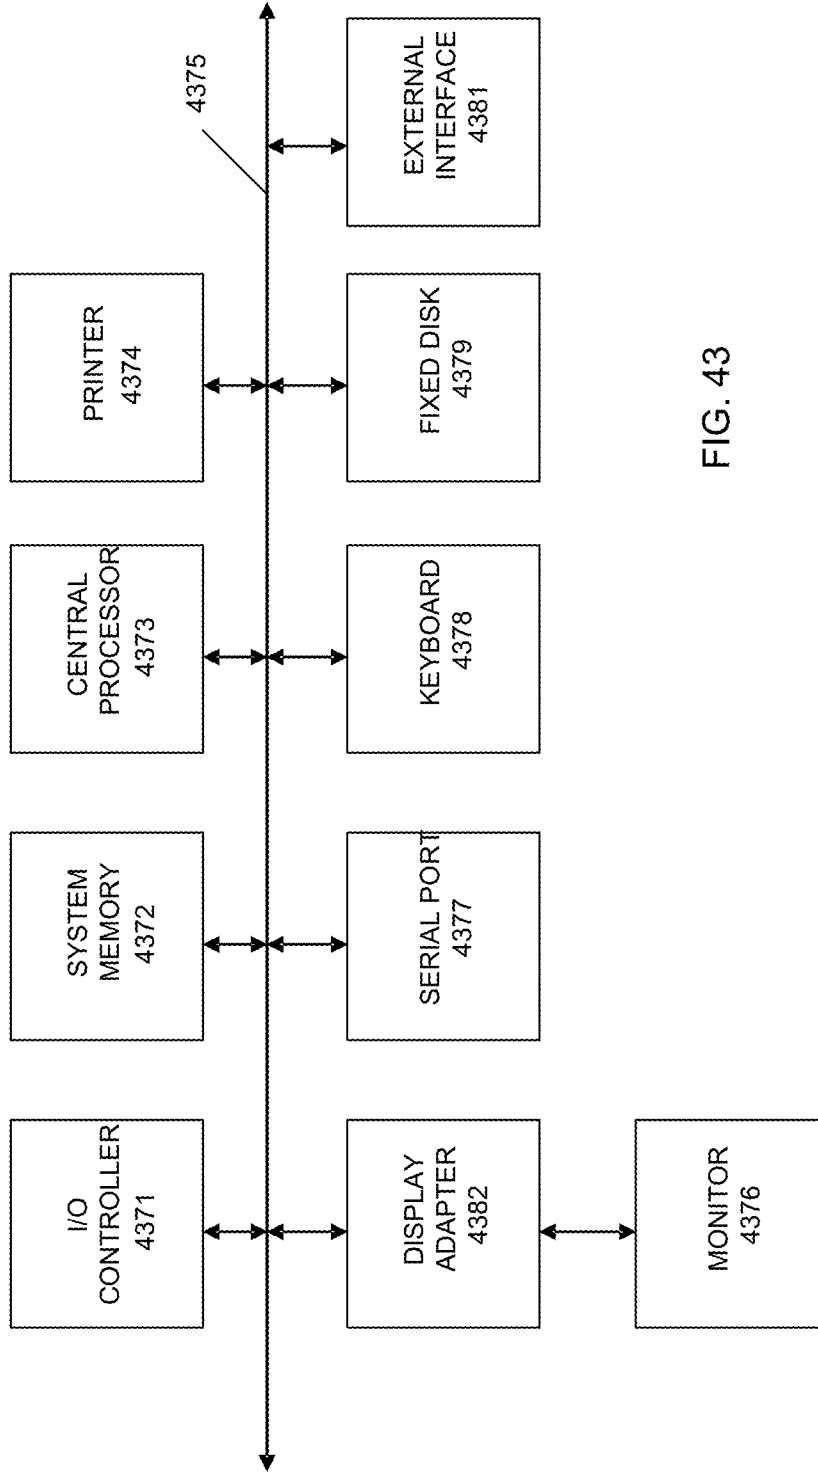 I/O
CONTROLLER
4371
SYSTEM
MEMORY
4372
CENTRAL
PROCESSOR
4373
PRINTER
4374
4375
DISPLAY
ADAPTER
4382
SERIAL PORT
4377
KEYBOARD
4378
FIXED DISK
4379
EXTERNAL
INTERFACE
4381
MONITOR
4376
FIG. 43